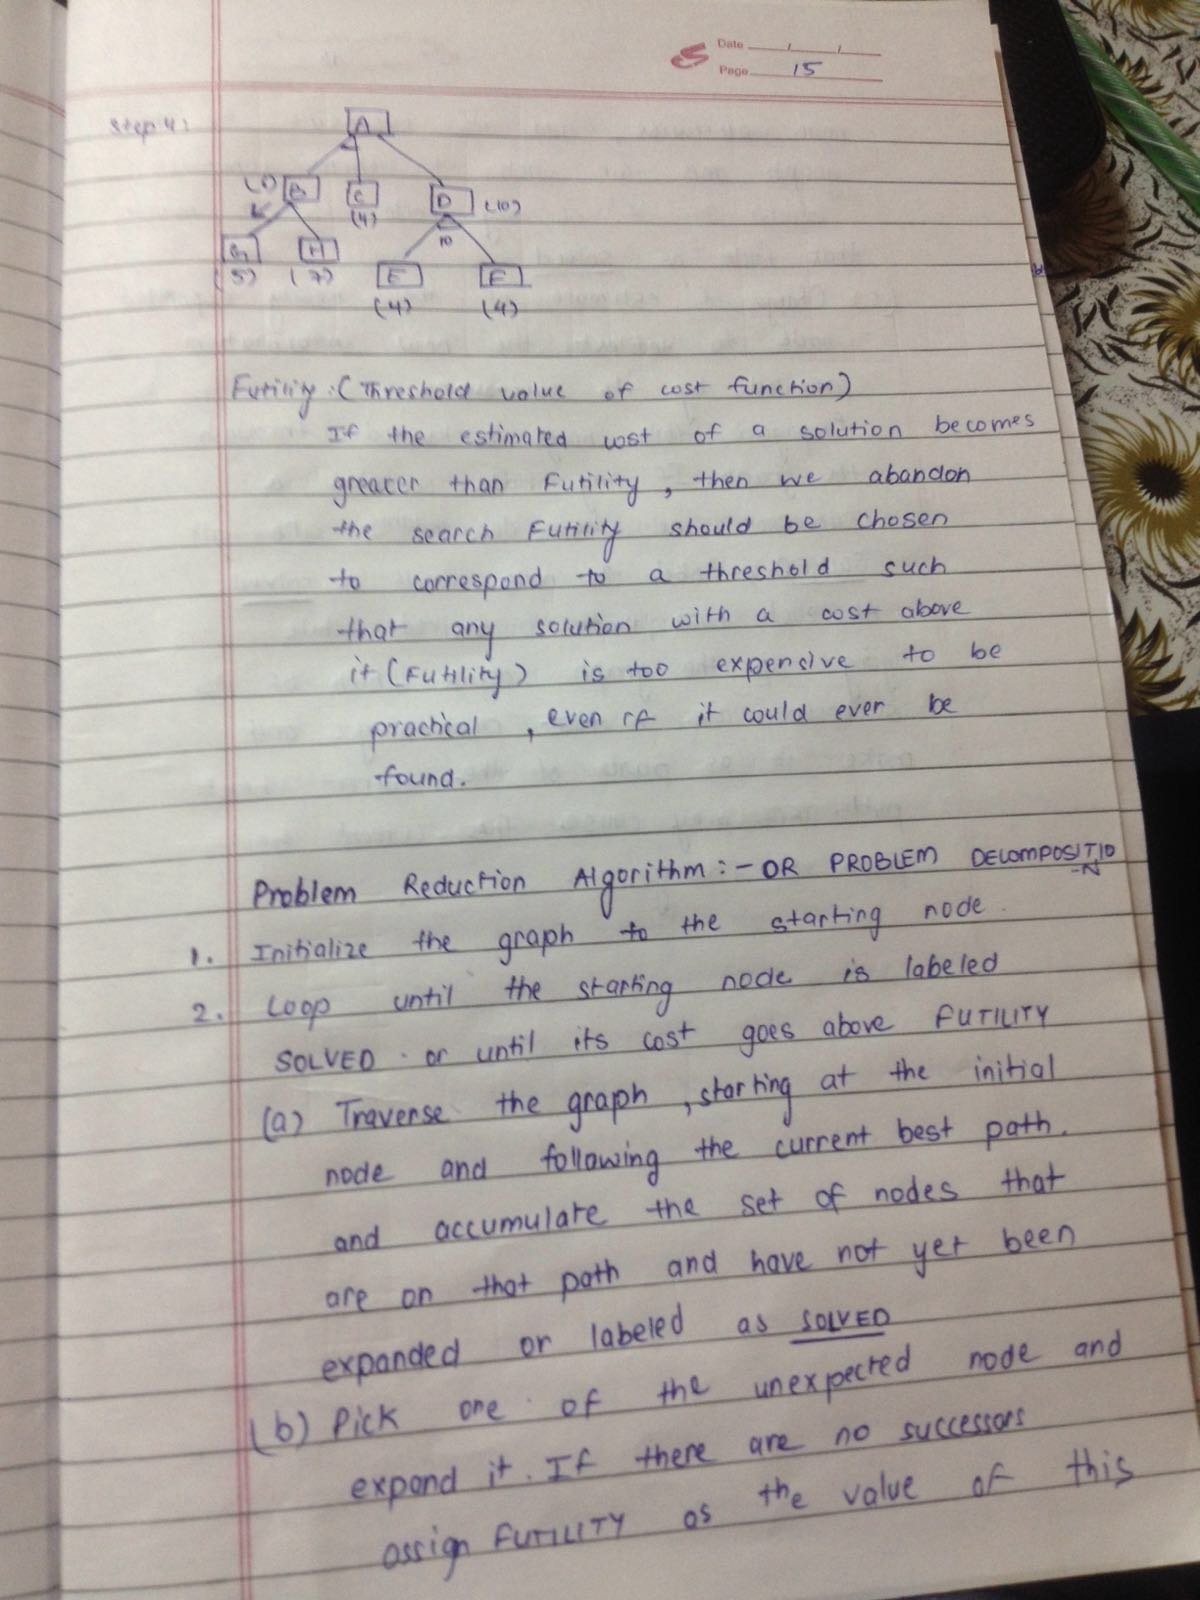 Date
Page 15
Step 4:
A
B
C
D
(10)
(4)
G
H
10
(5)
(7)
E
F
(4)
(4)
Futility :( Threshold value of cost function)
If the estimated cost of a solution becomes
greater than Futility, then we abandon
the search Futility should be chosen
to correspond to a threshold such
that any solution with a cost above
it (Futility) is too expensive to be
practical, even if it could ever be
found.
Problem Reduction Algorithm :- OR PROBLEM DECOMPOSITIO
-N
1. Initialize the graph to the starting node.
2. Loop until the starting node is labeled
SOLVED or until its cost goes above FUTILITY
(a) Traverse the graph, starting at the initial
node and following the current best path.
and accumulate the set of nodes that
are on that path and have not yet been
expanded or labeled as SOLVED
(b) Pick one of the unexpected node and
expand it. If there are no successors
assign FUTILITY as the value of this